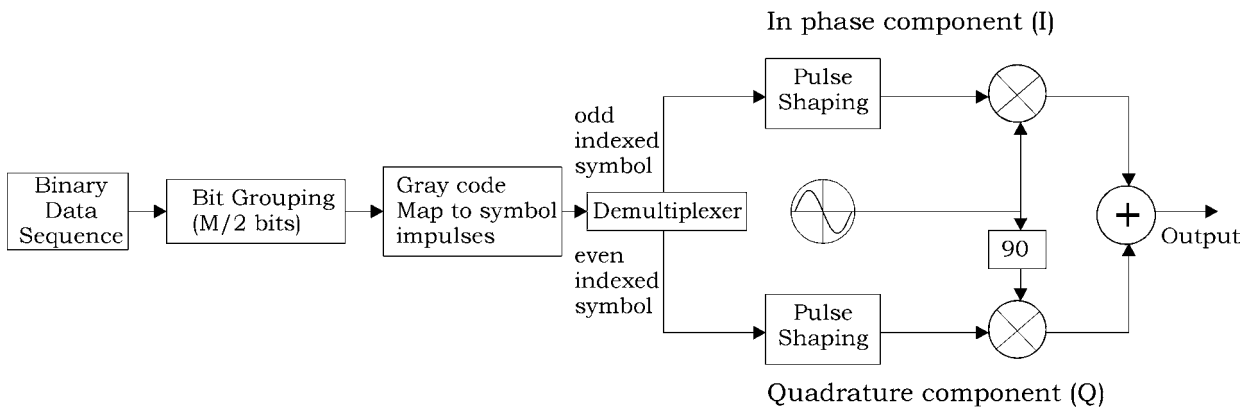 In phase component (I)
Pulse
Shaping
odd
indexed
symbol
Binary
Data
Sequence
Bit Grouping
(M/2 bits)
Gray code
Map to symbol
impulses
Demultiplexer
90
+
Output
even
indexed
symbol
Pulse
Shaping
Quadrature component (Q)